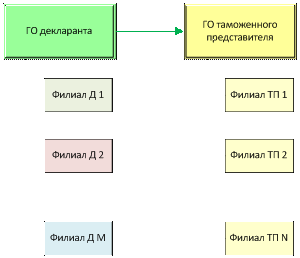 ГО декларанта
ГО таможенного
представителя
Филиал Д 1
Филиал ТП 1
Филиал Д 2
Филиал ТП 2
Филиал Д M
Филиал ТП N